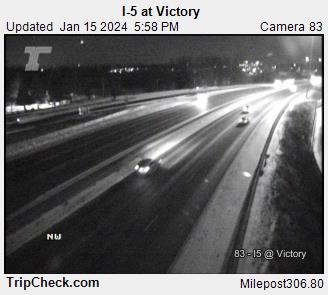 I-5 at Victory
Updated  Jan 15 2024  5:58 PM
Camera 83
T
NW
83 - I5 @ Victory
TripCheck.com
Milepost306.80